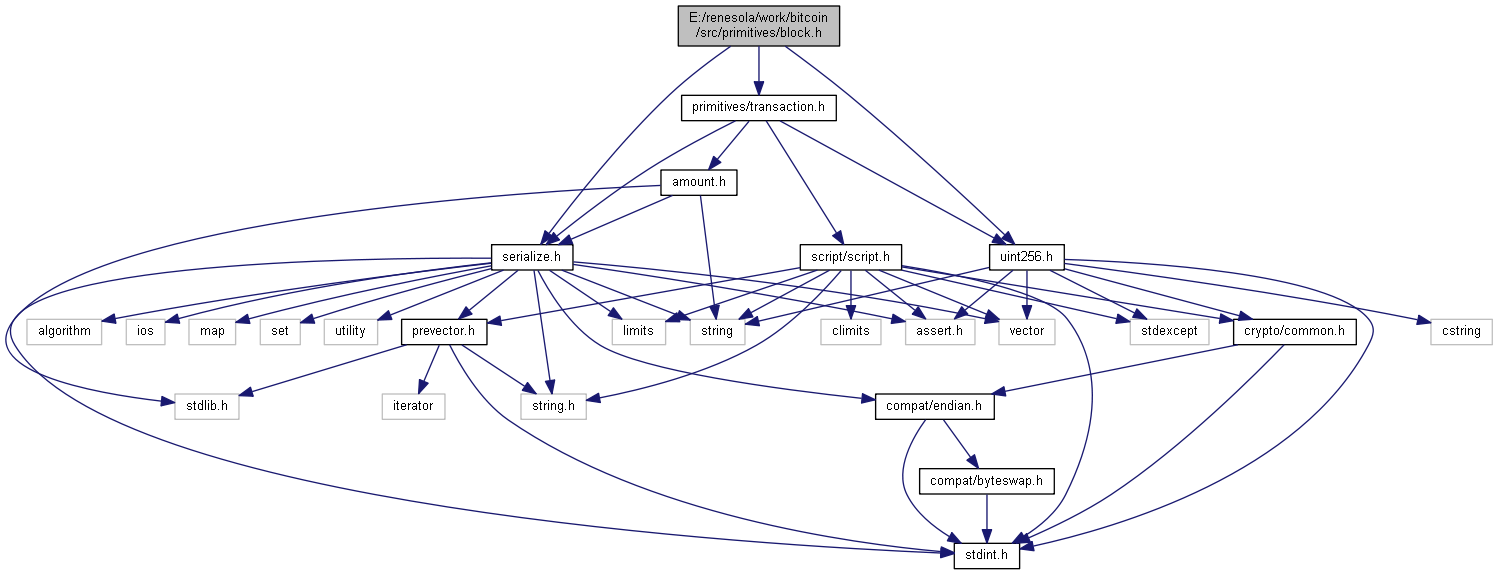 E:/renesola/work/bitcoin
/src/primitives/block.h
primitives/transaction.h
amount.h
serialize.h
script/script.h
uint256.h
algorithm
ios
map
set
utility
prevector.h
limits
string
climits
assert.h
vector
stdexcept
crypto/common.h
cstring
stdlib.h
iterator
string.h
compat/endian.h
compat/byteswap.h
stdint.h